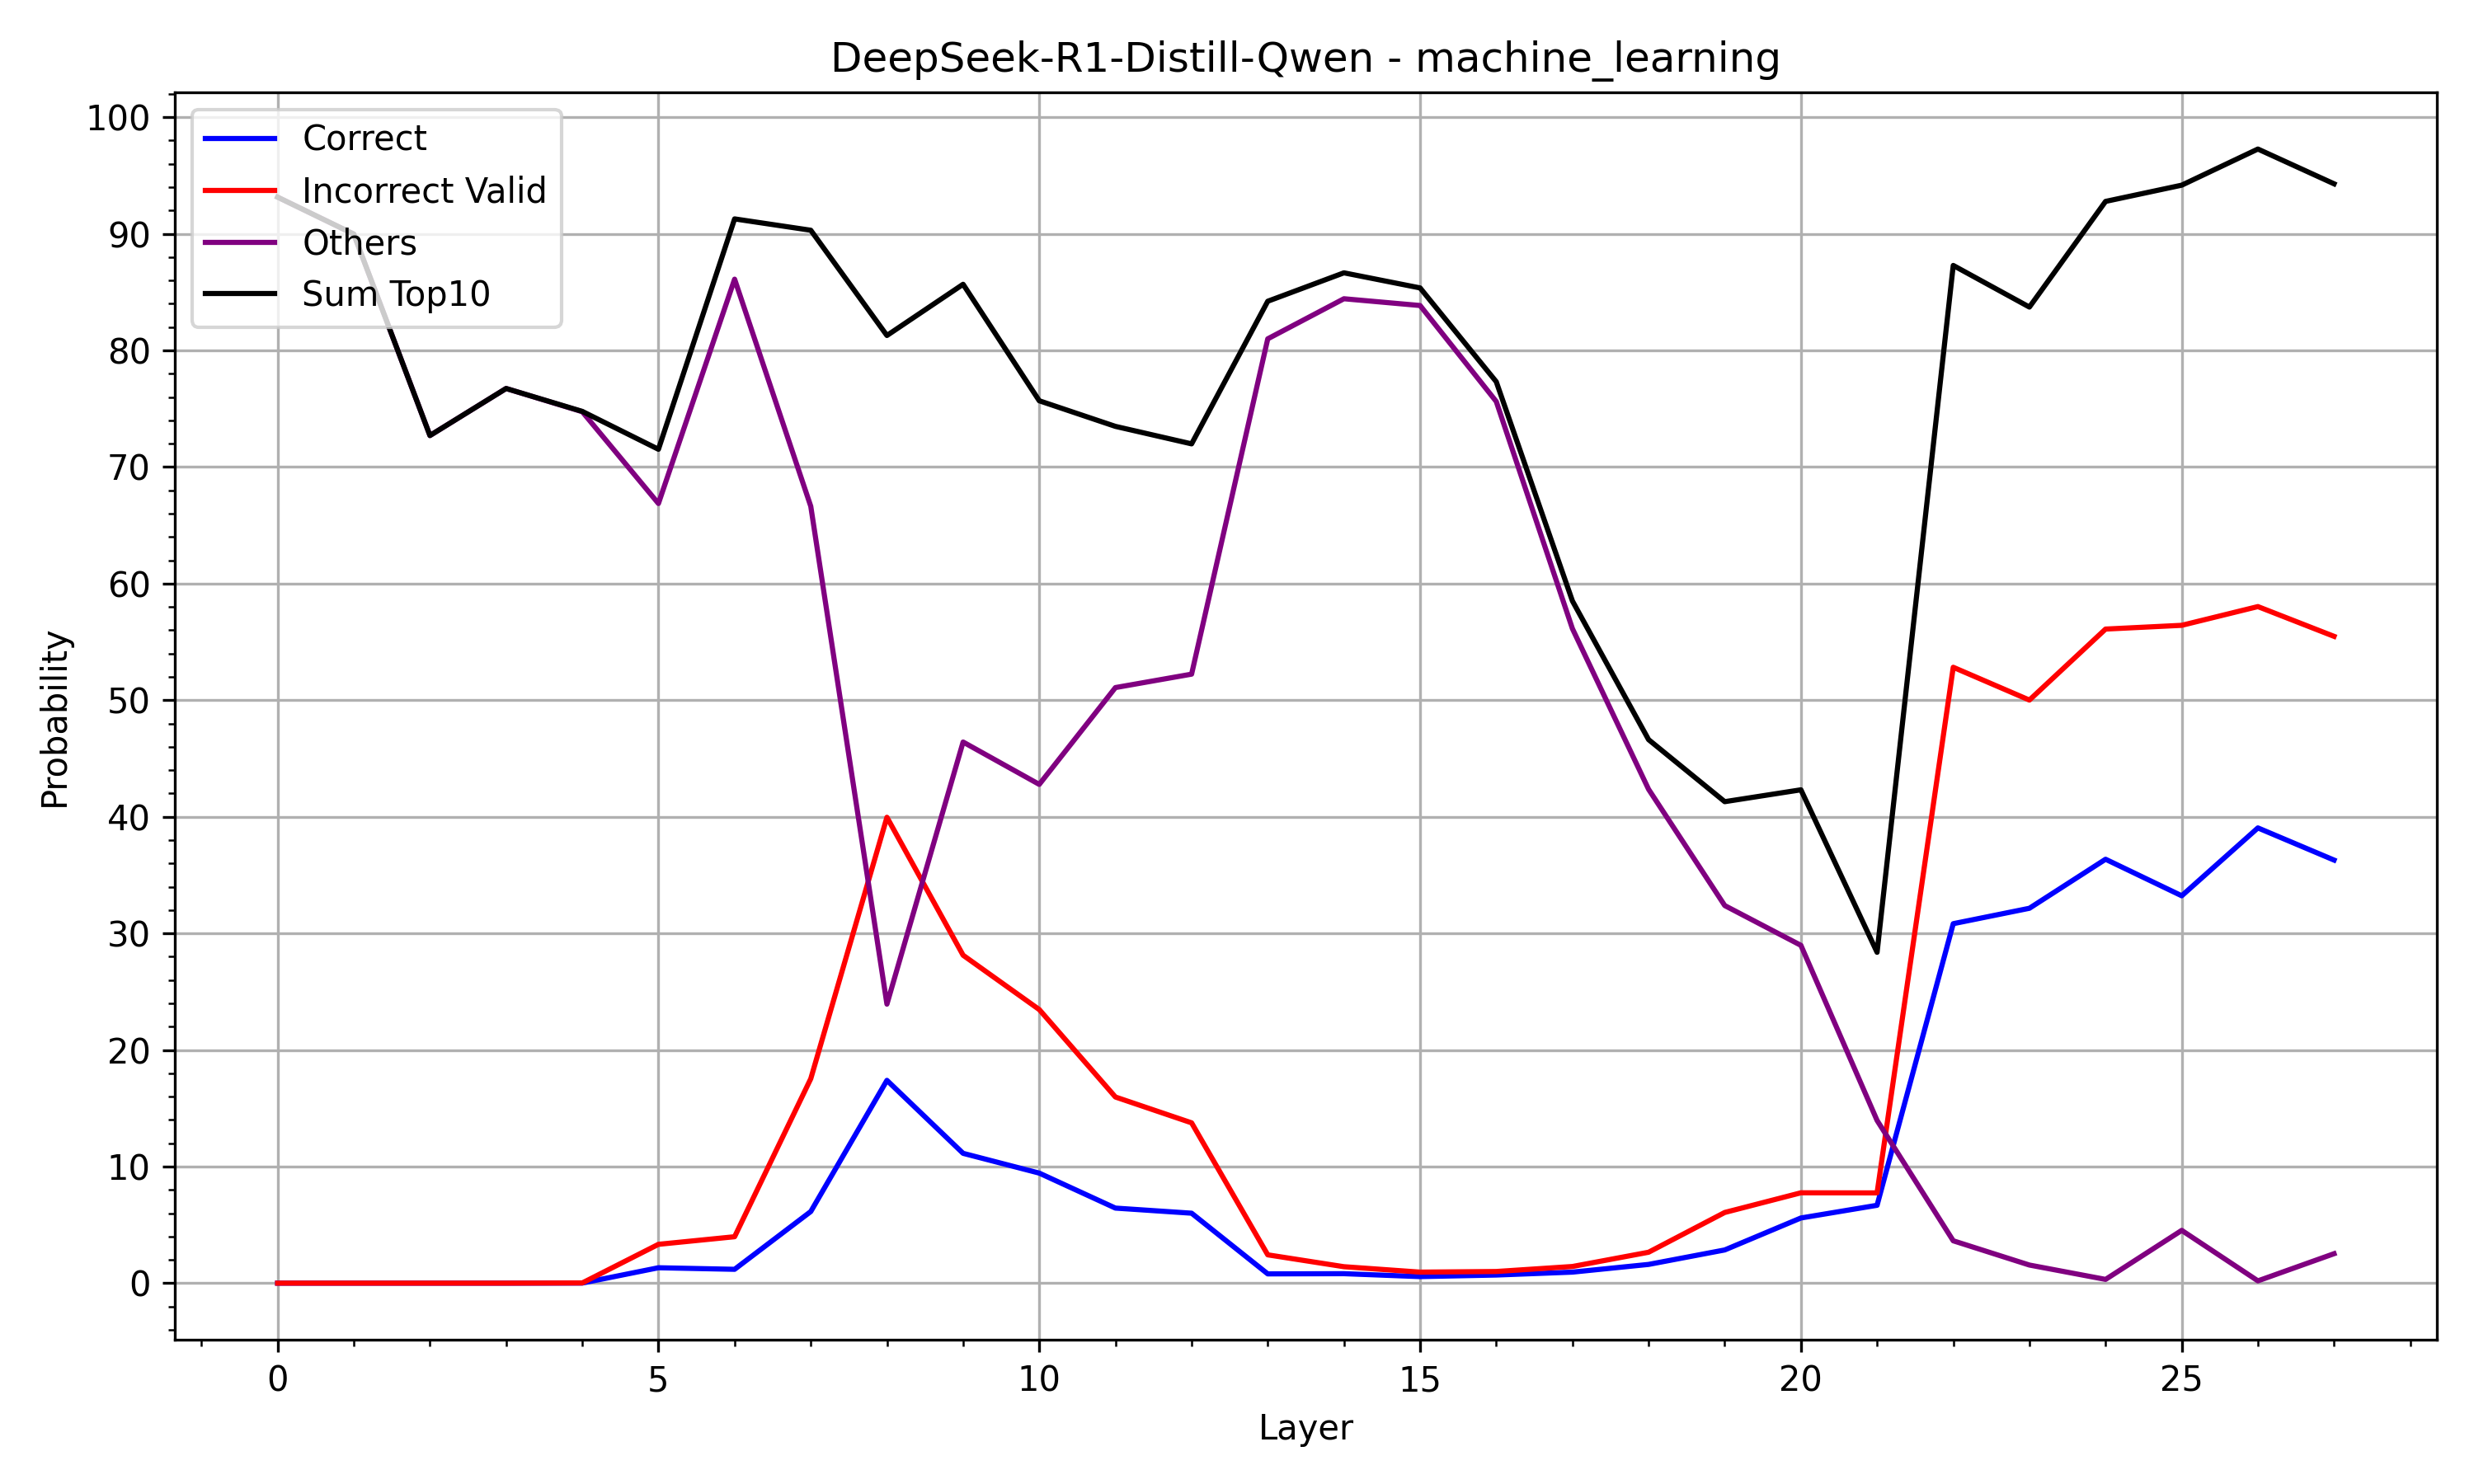 DeepSeek-R1-Distill-Qwen - machine_learning
Correct
Incorrect Valid
Others
Sum Top10
100
90
80
70
60
50
40
30
20
10
0
Probability
0 5 10 15 20 25
Layer